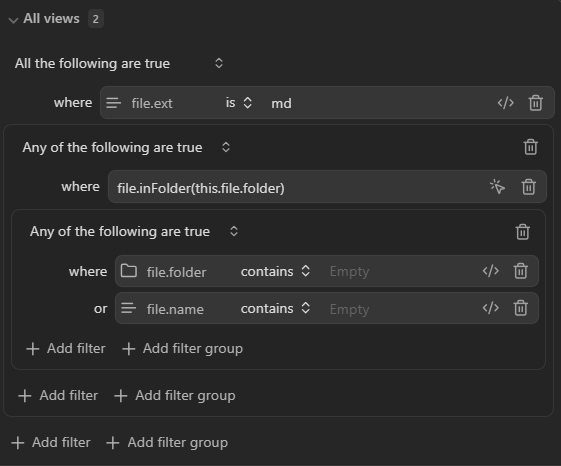 All views 2
All the following are true
where file.ext is md
Any of the following are true
where file.inFolder(this.file.folder)
Any of the following are true
where file.folder contains Empty
or file.name contains Empty
+ Add filter + Add filter group
+ Add filter + Add filter group
+ Add filter + Add filter group